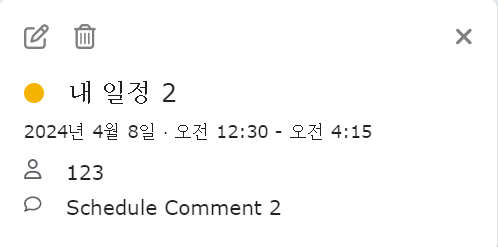 내 일정 2
2024년 4월 8일 · 오전 12:30 - 오전 4:15
123
Schedule Comment 2